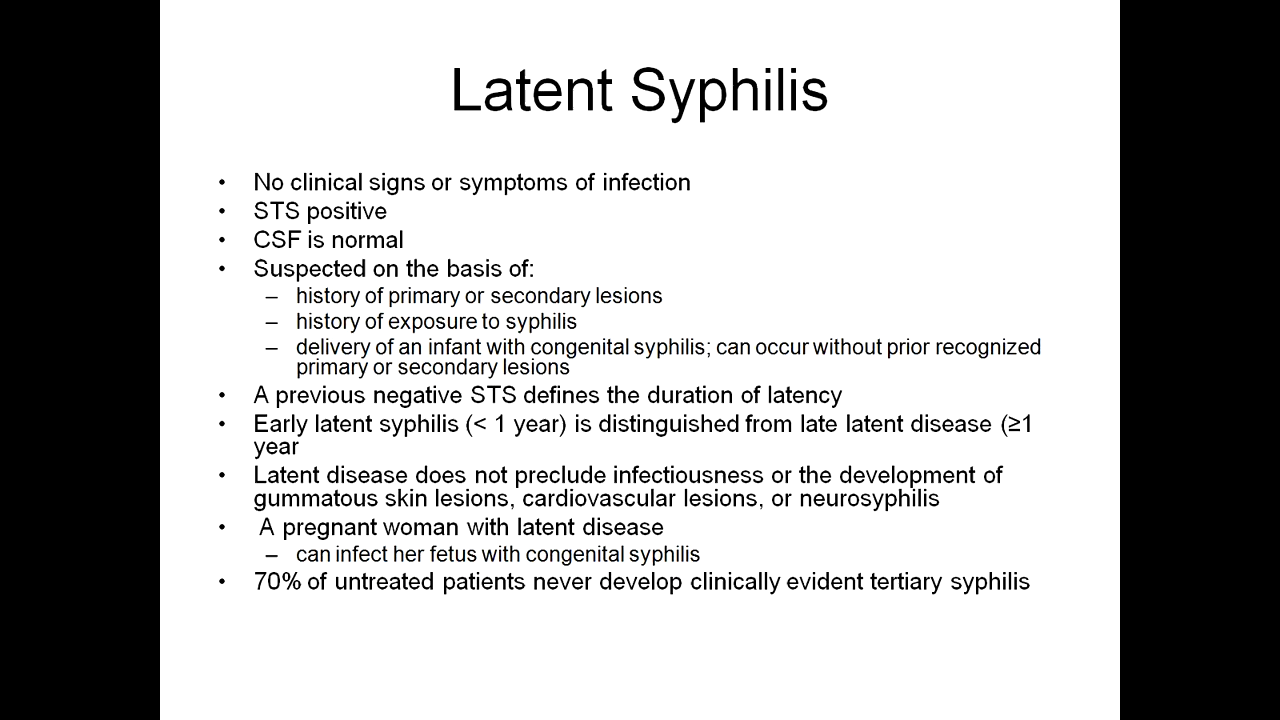 Latent Syphilis
• No clinical signs or symptoms of infection
• STS positive
• CSF is normal
• Suspected on the basis of:
– history of primary or secondary lesions
– history of exposure to syphilis
– delivery of an infant with congenital syphilis; can occur without prior recognized
primary or secondary lesions
• A previous negative STS defines the duration of latency
• Early latent syphilis (< 1 year) is distinguished from late latent disease (≥1
year
• Latent disease does not preclude infectiousness or the development of
gummatous skin lesions, cardiovascular lesions, or neurosyphilis
• A pregnant woman with latent disease
– can infect her fetus with congenital syphilis
• 70% of untreated patients never develop clinically evident tertiary syphilis